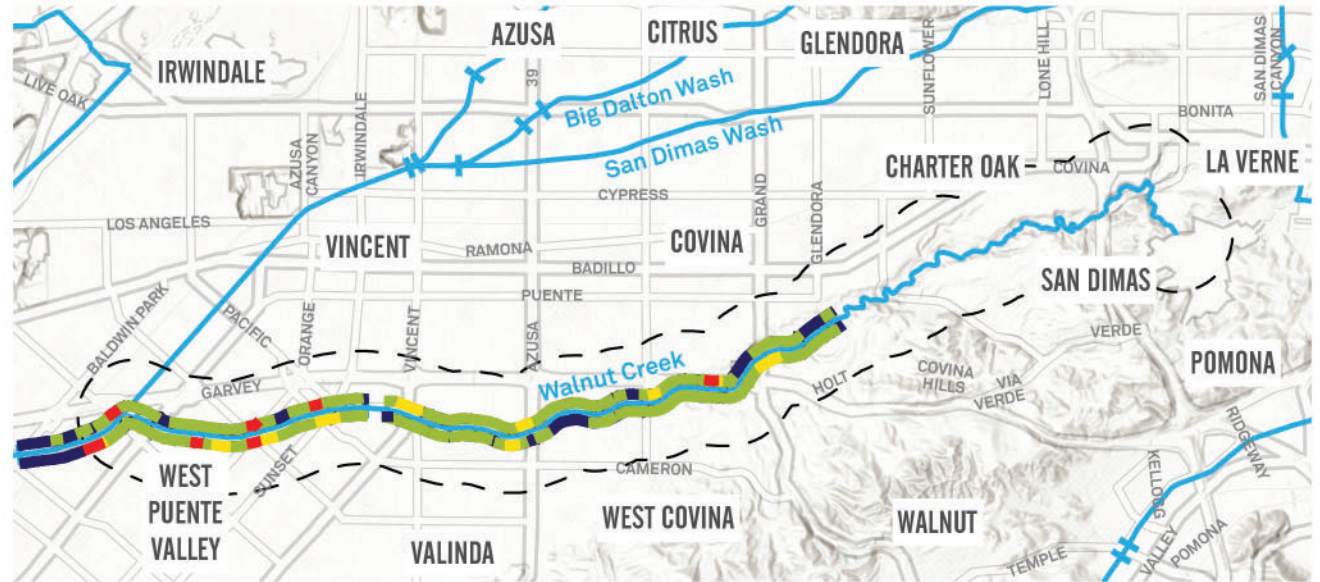 AZUSA
CITRUS
GLENDORA
IRWINDALE
LIVE OAK
39
SUNFLOWER
LONE HILL
SAN DIMAS
CANYON
Big Dalton Wash
BONITA
San Dimas Wash
AZUSA
CANYON
IRWINDALE
CHARTER OAK
COVINA
LA VERNE
CYPRESS
GRAND
GLENDORA
LOS ANGELES
VINCENT
RAMONA
COVINA
BADILLO
PUENTE
SAN DIMAS
BALDWIN PARK
PACIFIC
ORANGE
VINCENT
AZUSA
VERDE
POMONA
GARVEY
Walnut Creek
HOLT
COVINA
HILLS
VIA
VERDE
RIDGEWAY
WEST
PUENTE
VALLEY
SUNSET
CAMERON
KELLOGG
WEST COVINA
WALNUT
VALINDA
TEMPLE
VALLEY
POMONA